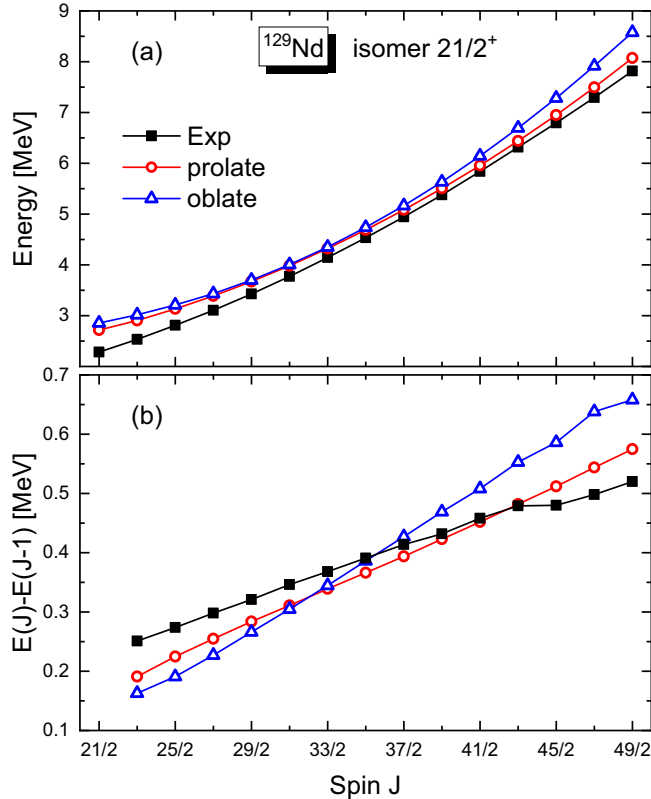 (a) ¹²⁹Nd isomer 21/2⁺
Exp
prolate
oblate
Energy [MeV]
9
8
7
6
5
4
3
(b)
E(J)-E(J-1) [MeV]
0.7
0.6
0.5
0.4
0.3
0.2
0.1
21/2 25/2 29/2 33/2 37/2 41/2 45/2 49/2
Spin J